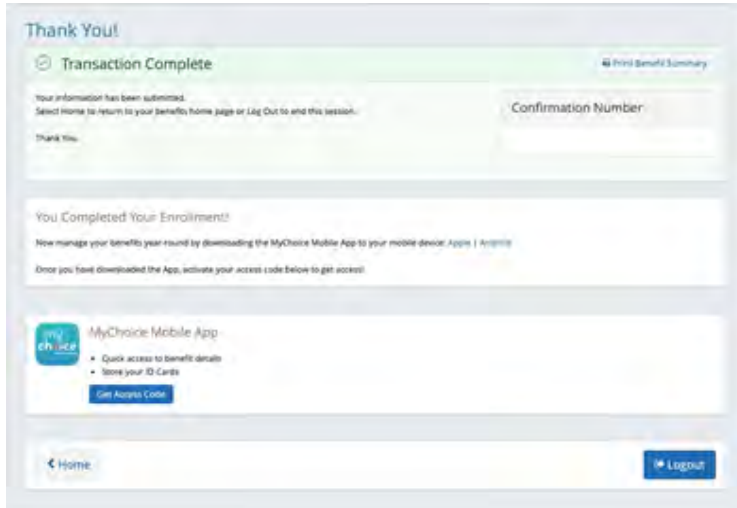 Thank You!
Transaction Complete
Print Benefit Summary
Your information has been submitted.
Select Home to return to your benefits home page or Log Out to end this session.
Thank You.
Confirmation Number
You Completed Your Enrollment!
Now manage your benefits year-round by downloading the MyChoice Mobile App to your mobile device: Apple | Android
Once you have downloaded the App, activate your access code below to get access!
my
choice
MyChoice Mobile App
• Quick access to benefit details
• Store your ID Cards
Get Access Code
Home
Logout